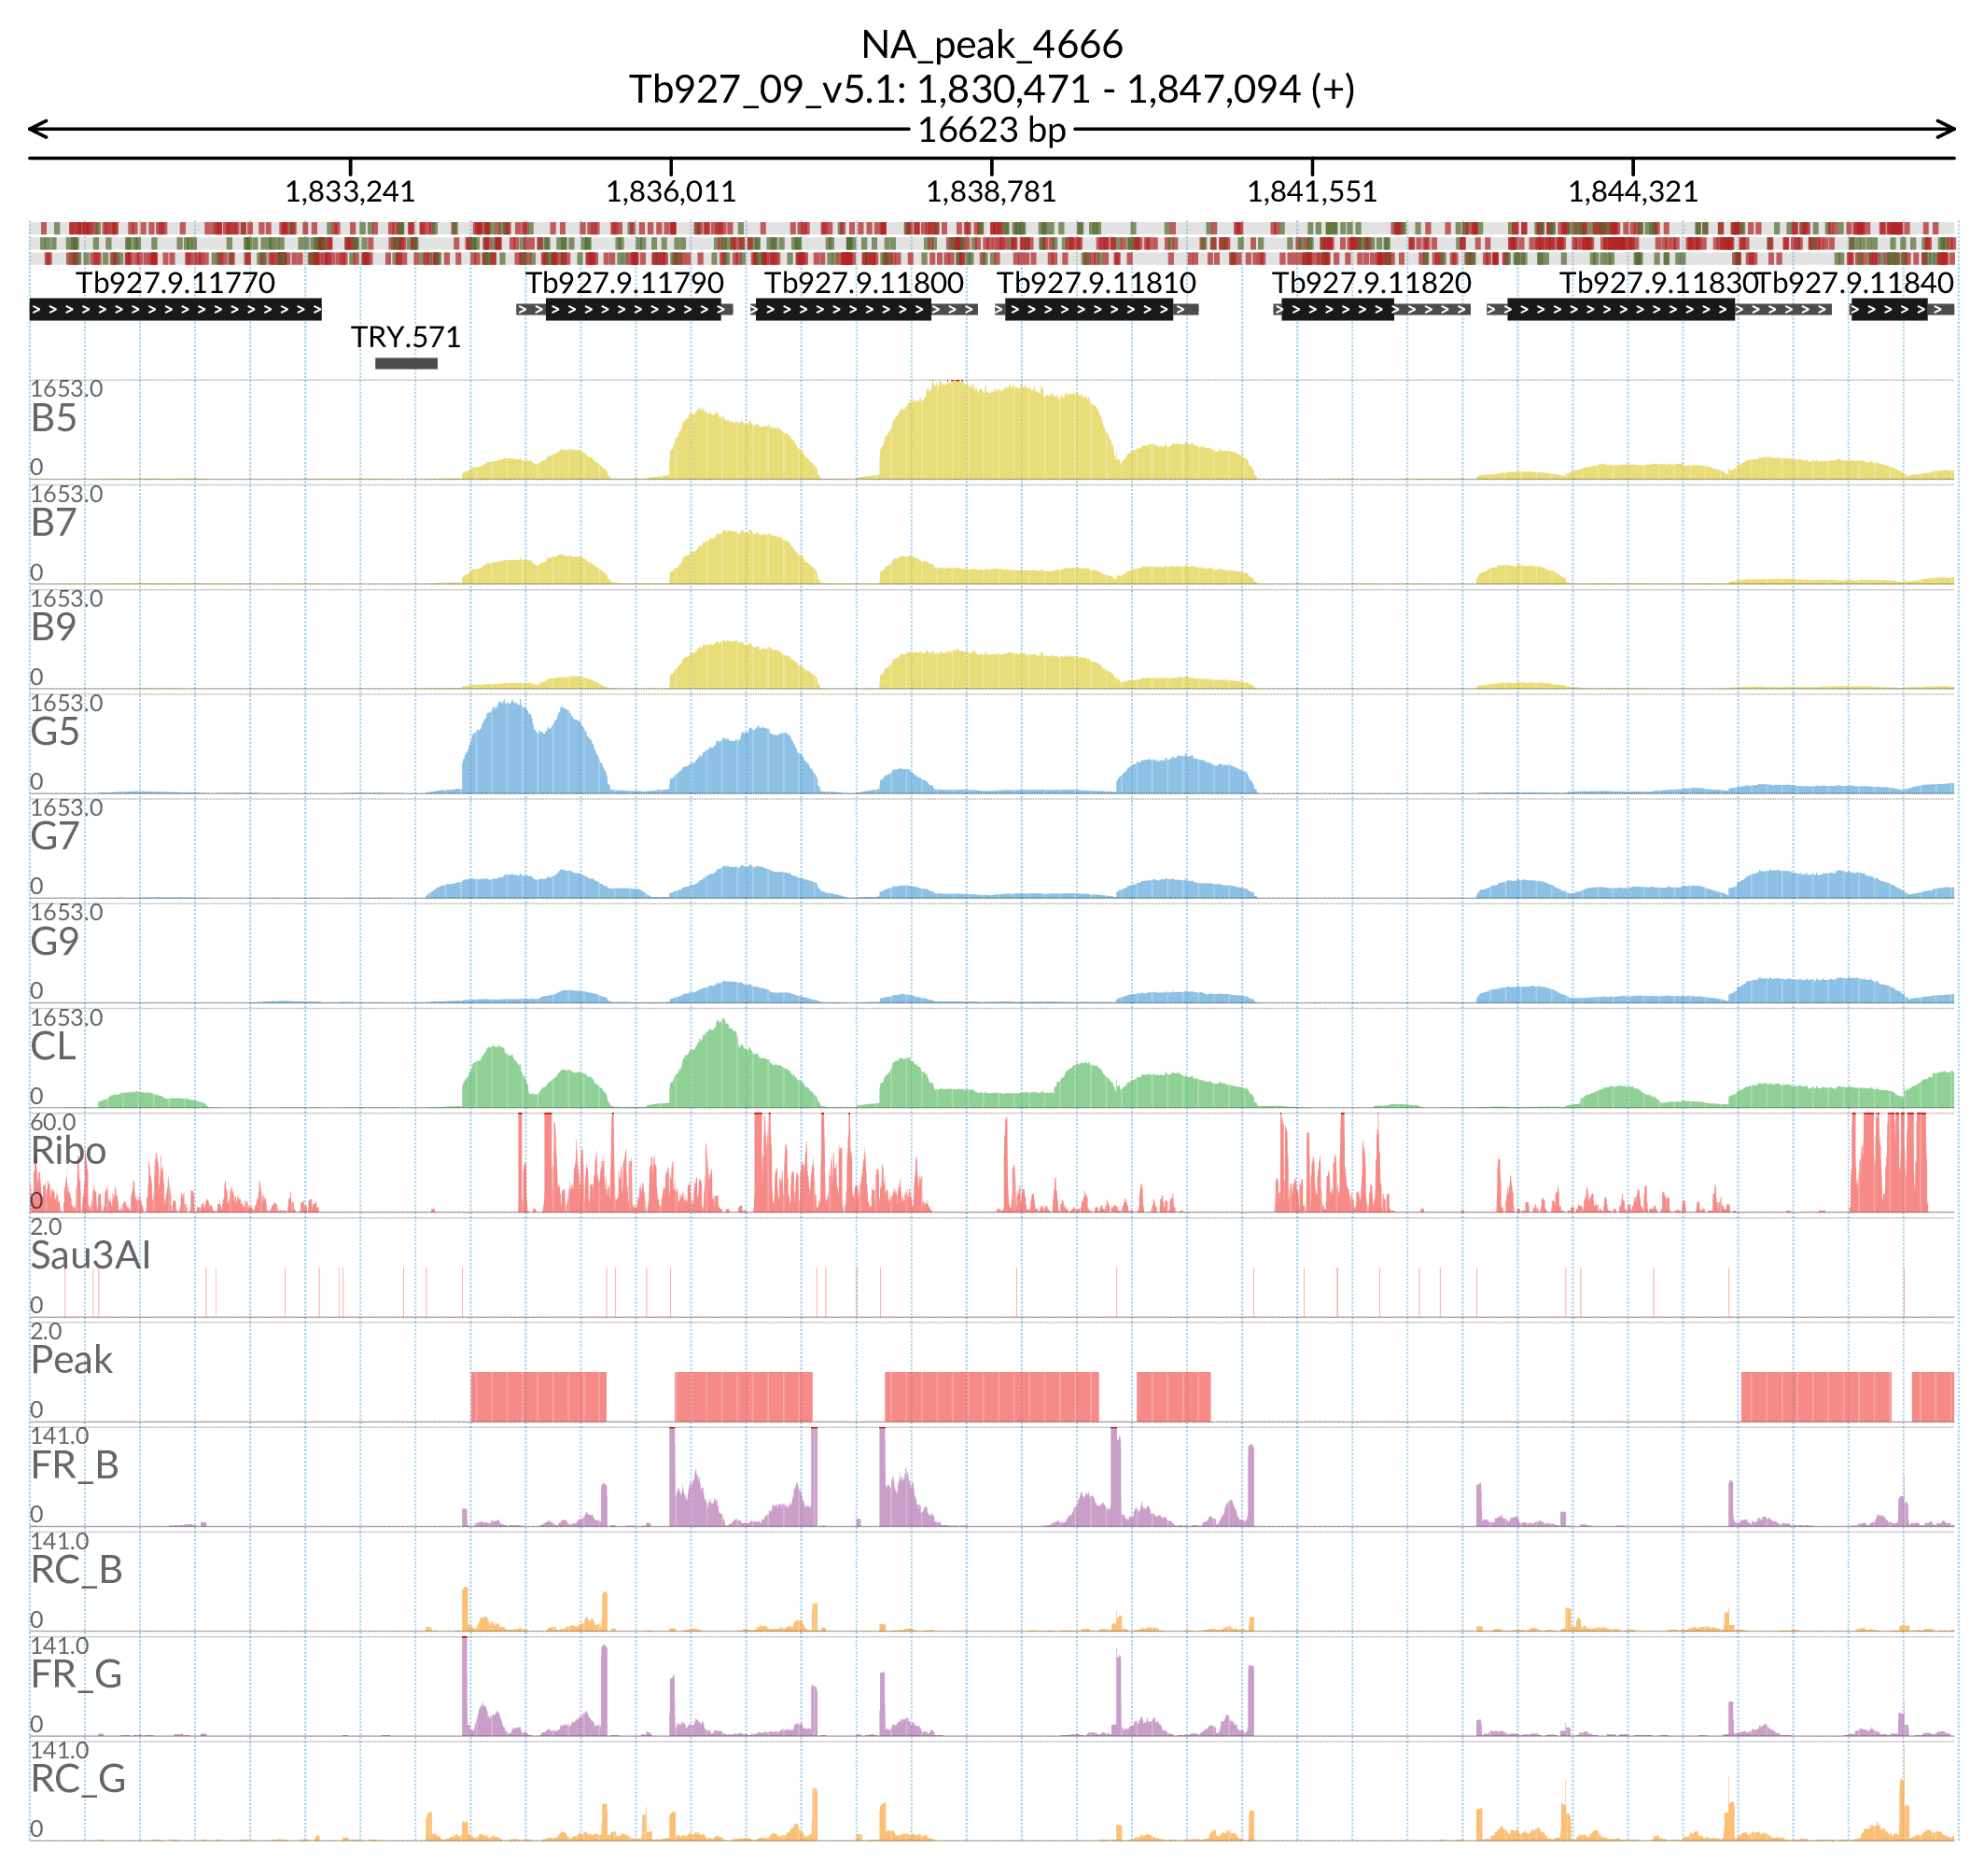 NA_peak_4666
Tb927_09_v5.1: 1,830,471 - 1,847,094 (+)
16623 bp
1,833,241 1,836,011 1,838,781 1,841,551 1,844,321
Tb927.9.11770 Tb927.9.11790 Tb927.9.11800 Tb927.9.11810 Tb927.9.11820 Tb927.9.11830 Tb927.9.11840
TRY.571
1653.0
B5
0
1653.0
B7
0
1653.0
B9
0
1653.0
G5
0
1653.0
G7
0
1653.0
G9
0
1653.0
CL
0
60.0
Ribo
0
2.0
Sau3AI
0
2.0
Peak
0
141.0
FR_B
0
141.0
RC_B
0
141.0
FR_G
0
141.0
RC_G
0